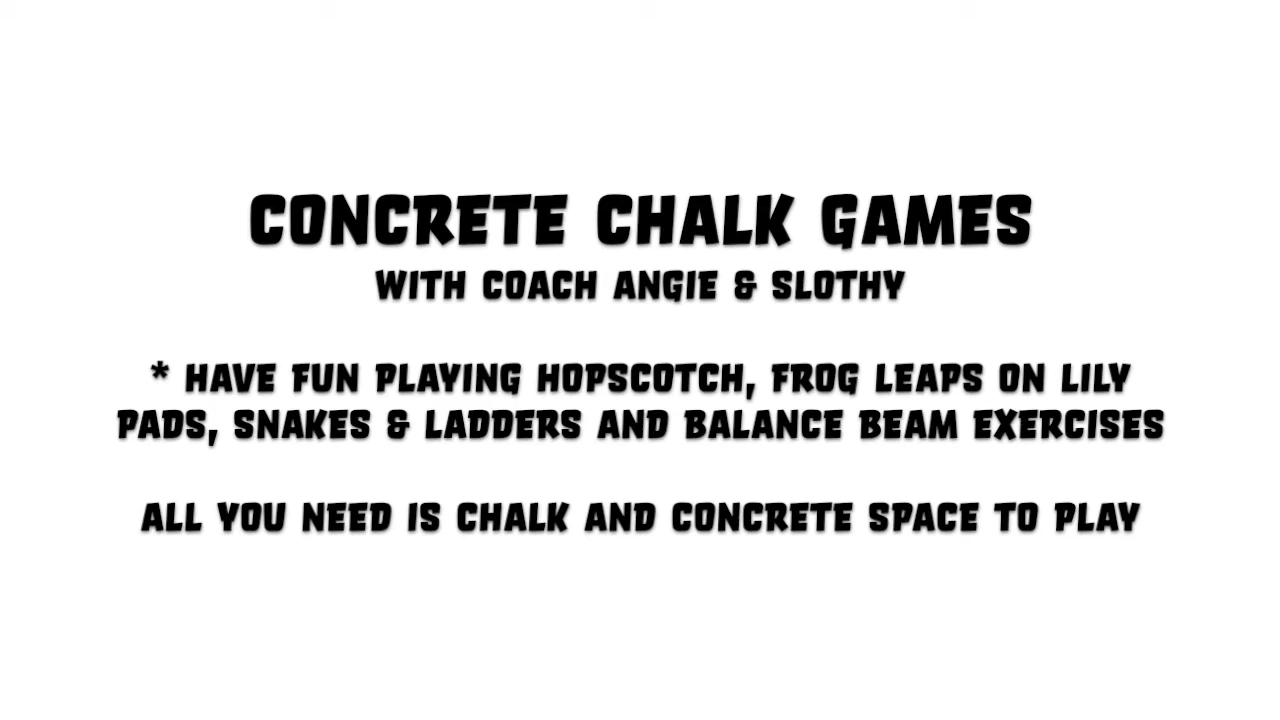 CONCRETE CHALK GAMES
WITH COACH ANGIE & SLOTHY
* HAVE FUN PLAYING HOPSCOTCH, FROG LEAPS ON LILY
PADS, SNAKES & LADDERS AND BALANCE BEAM EXERCISES
ALL YOU NEED IS CHALK AND CONCRETE SPACE TO PLAY